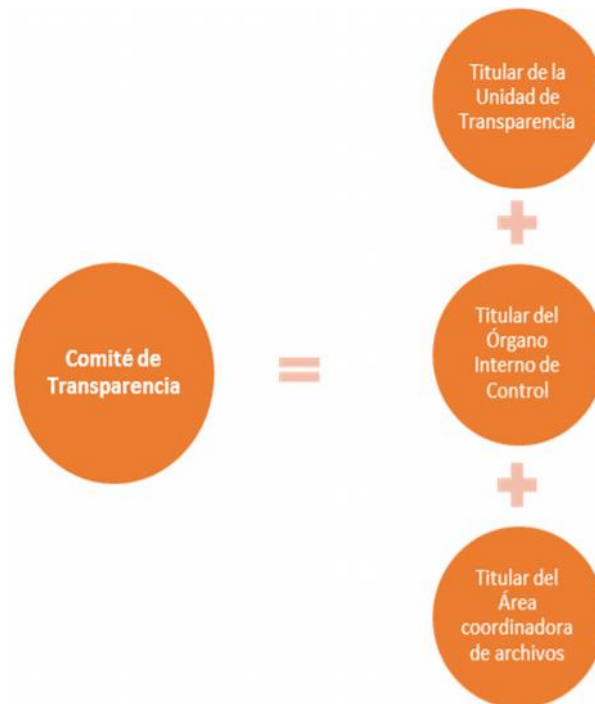 Titular de la
Unidad de
Transparencia
+
Titular del
Órgano
Interno de
Control
Comité de
Transparencia
=
+
Titular del
Área
coordinadora
de archivos